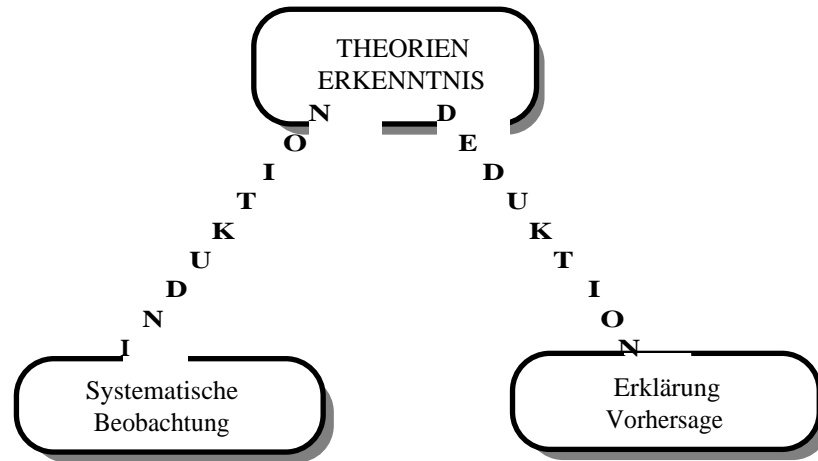 THEORIEN
ERKENNTNIS
INDUKTION
DEDUKTION
Systematische
Beobachtung
Erklärung
Vorhersage